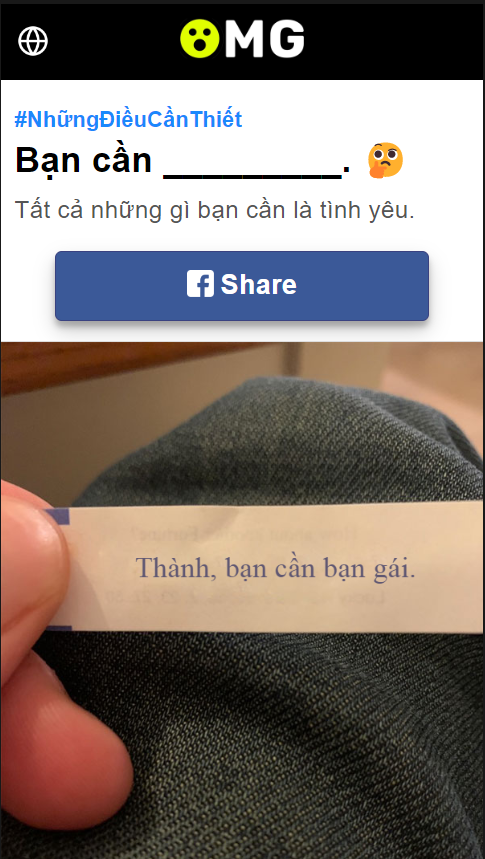 OMG
#NhữngĐiềuCầnThiết
Bạn cần _________. 🤔
Tất cả những gì bạn cần là tình yêu.
Share
Thành, bạn cần bạn gái.